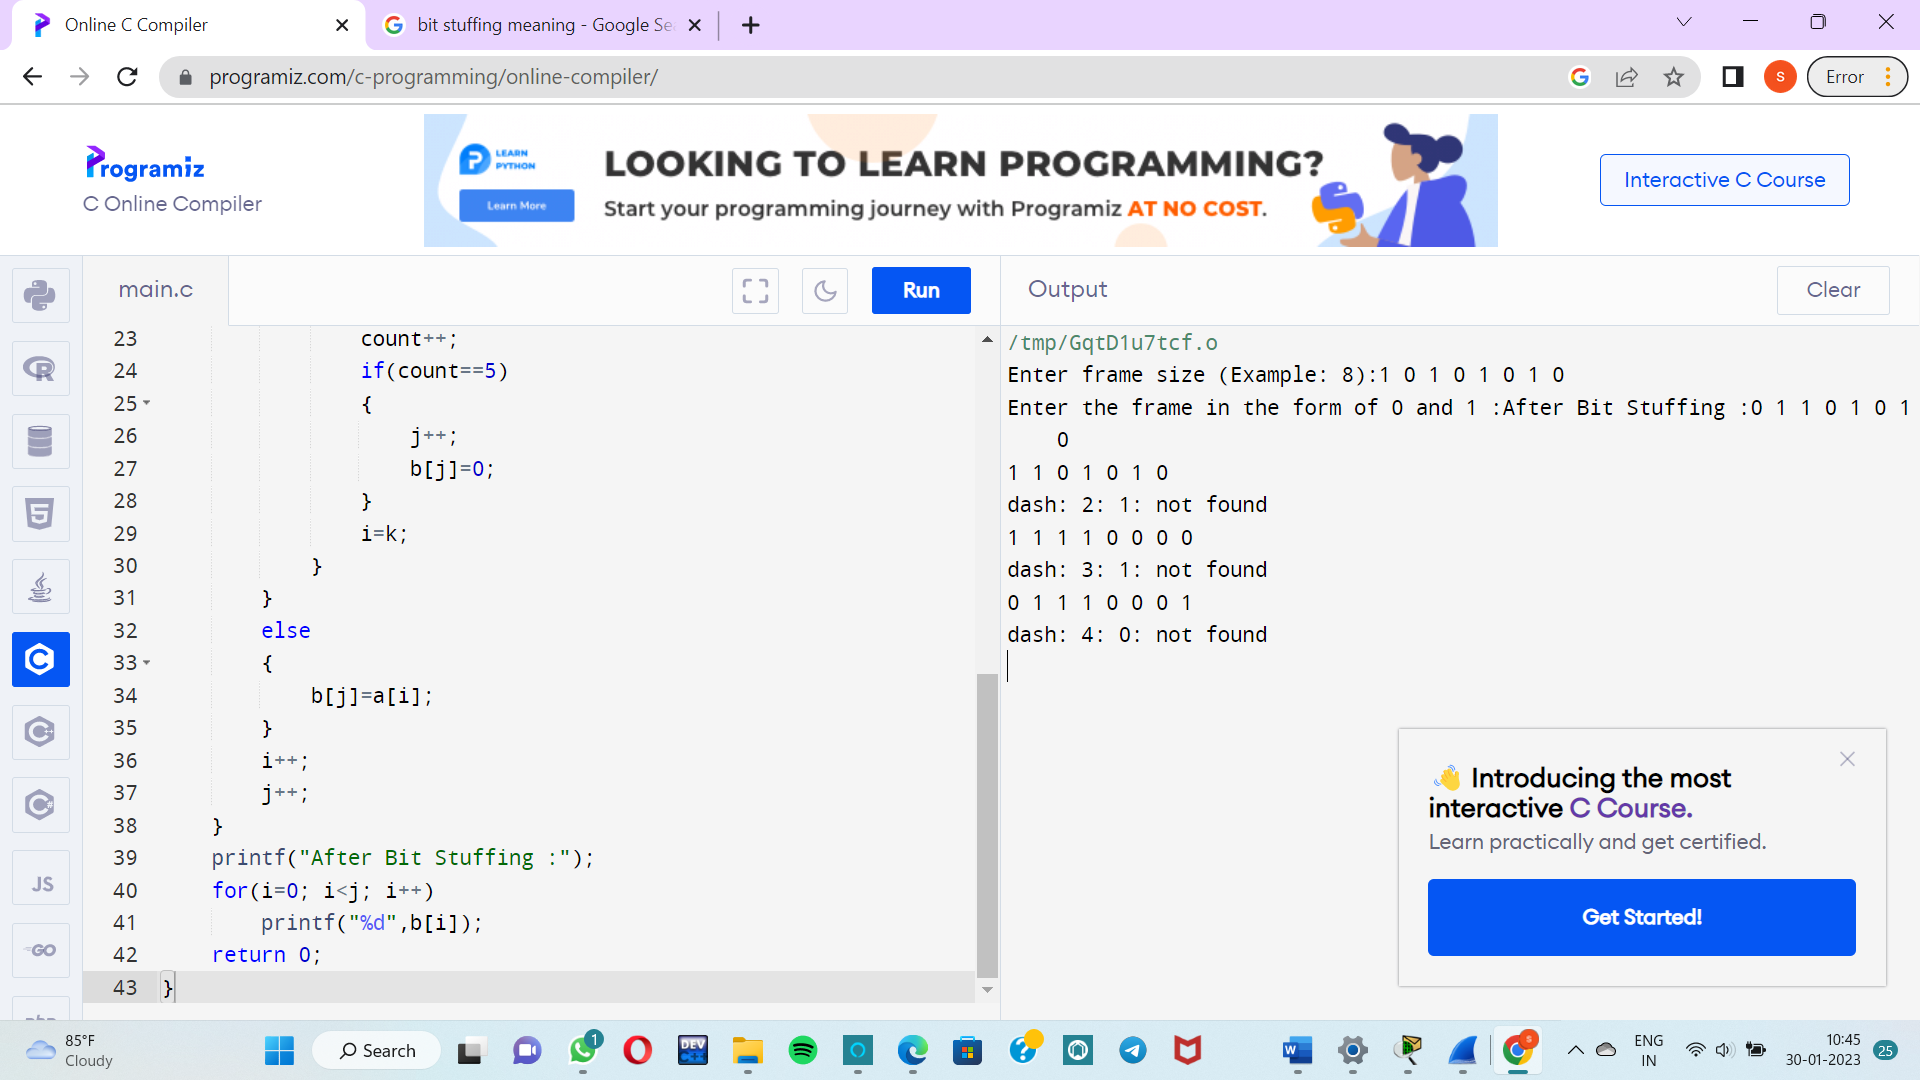 Online C Compiler
bit stuffing meaning - Google Se
programiz.com/c-programming/online-compiler/
S
Error
Programiz
C Online Compiler
LEARN PYTHON
Learn More
LOOKING TO LEARN PROGRAMMING?
Start your programming journey with Programiz AT NO COST.
Interactive C Course
main.c
Run
Output
Clear
23 count++;
24 if(count==5)
25 {
26 j++;
27 b[j]=0;
28 }
29 i=k;
30 }
31 }
32 else
33 {
34 b[j]=a[i];
35 }
36 i++;
37 j++;
38 }
39 printf("After Bit Stuffing :");
40 for(i=0; i<j; i++)
41 printf("%d",b[i]);
42 return 0;
43 }
/tmp/GqtD1u7tcf.o
Enter frame size (Example: 8):1 0 1 0 1 0 1 0
Enter the frame in the form of 0 and 1 :After Bit Stuffing :0 1 1 0 1 0 1
0
1 1 0 1 0 1 0
dash: 2: 1: not found
1 1 1 1 0 0 0 0
dash: 3: 1: not found
0 1 1 1 0 0 0 1
dash: 4: 0: not found
R
5
C
C++
C#
JS
GO
php
👋 Introducing the most
interactive C Course.
Learn practically and get certified.
Get Started!
85°F
Cloudy
Search
1
DEV
W
S
ENG
IN
10:45
30-01-2023
25